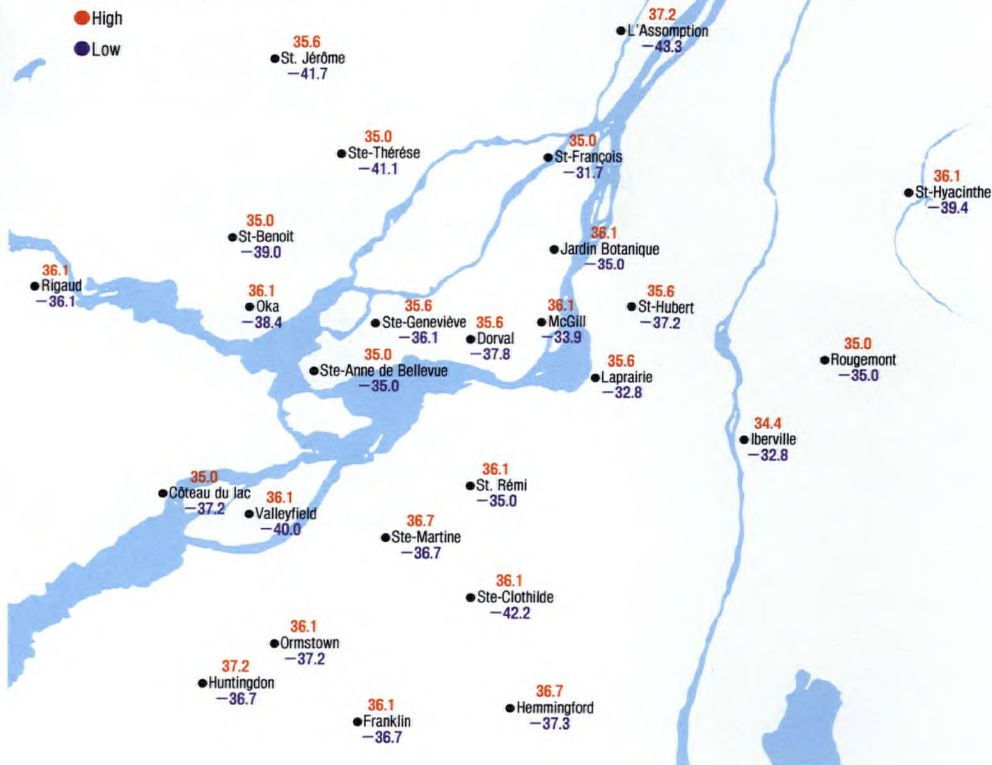 High
Low
37.2
L'Assomption
−43.3
35.6
St. Jérôme
−41.7
35.0
Ste-Thérése
−41.1
35.0
St-François
−31.7
36.1
St-Hyacinthe
−39.4
35.0
St-Benoit
−39.0
36.1
Jardin Botanique
−35.0
36.1
Rigaud
−36.1
36.1
Oka
−38.4
35.6
Ste-Geneviève
−36.1
35.6
Dorval
−37.8
36.1
McGill
−33.9
35.6
St-Hubert
−37.2
35.0
Ste-Anne de Bellevue
−35.0
35.6
Laprairie
−32.8
35.0
Rougemont
−35.0
34.4
Iberville
−32.8
35.0
Côteau du lac
−37.2
36.1
Valleyfield
−40.0
36.1
St. Rémi
−35.0
36.7
Ste-Martine
−36.7
36.1
Ste-Clothilde
−42.2
36.1
Ormstown
−37.2
37.2
Huntingdon
−36.7
36.1
Franklin
−36.7
36.7
Hemmingford
−37.3